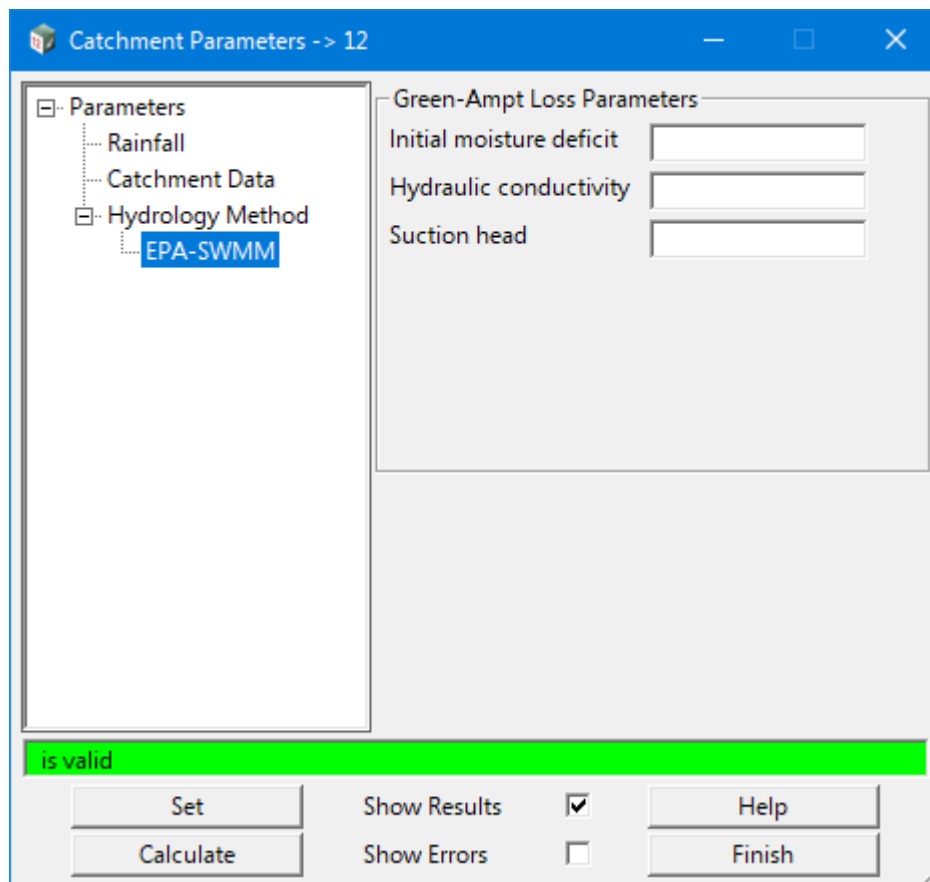 Catchment Parameters -> 12
Parameters
Rainfall
Catchment Data
Hydrology Method
EPA-SWMM
Green-Ampt Loss Parameters
Initial moisture deficit
Hydraulic conductivity
Suction head
is valid
Set
Show Results
Help
Calculate
Show Errors
Finish